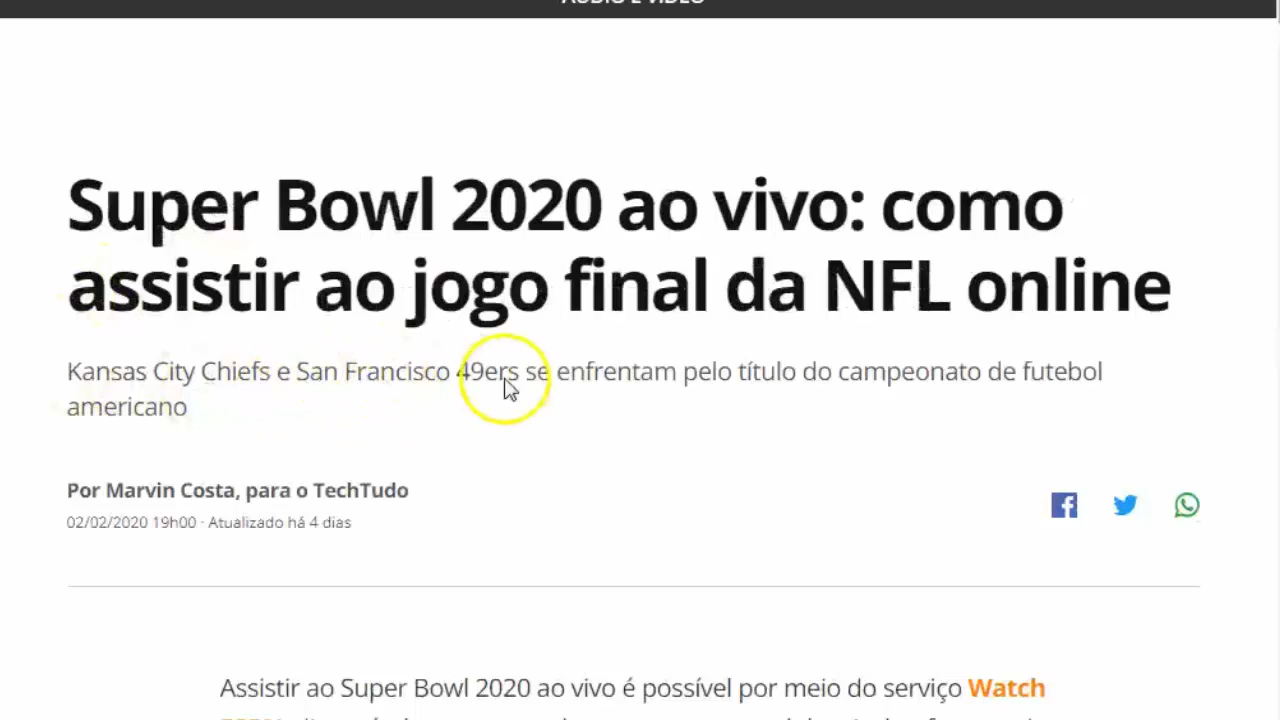 ÁUDIO E VÍDEO
Super Bowl 2020 ao vivo: como
assistir ao jogo final da NFL online
Kansas City Chiefs e San Francisco 49ers se enfrentam pelo título do campeonato de futebol
americano
Por Marvin Costa, para o TechTudo
02/02/2020 19h00 · Atualizado há 4 dias
Assistir ao Super Bowl 2020 ao vivo é possível por meio do serviço Watch